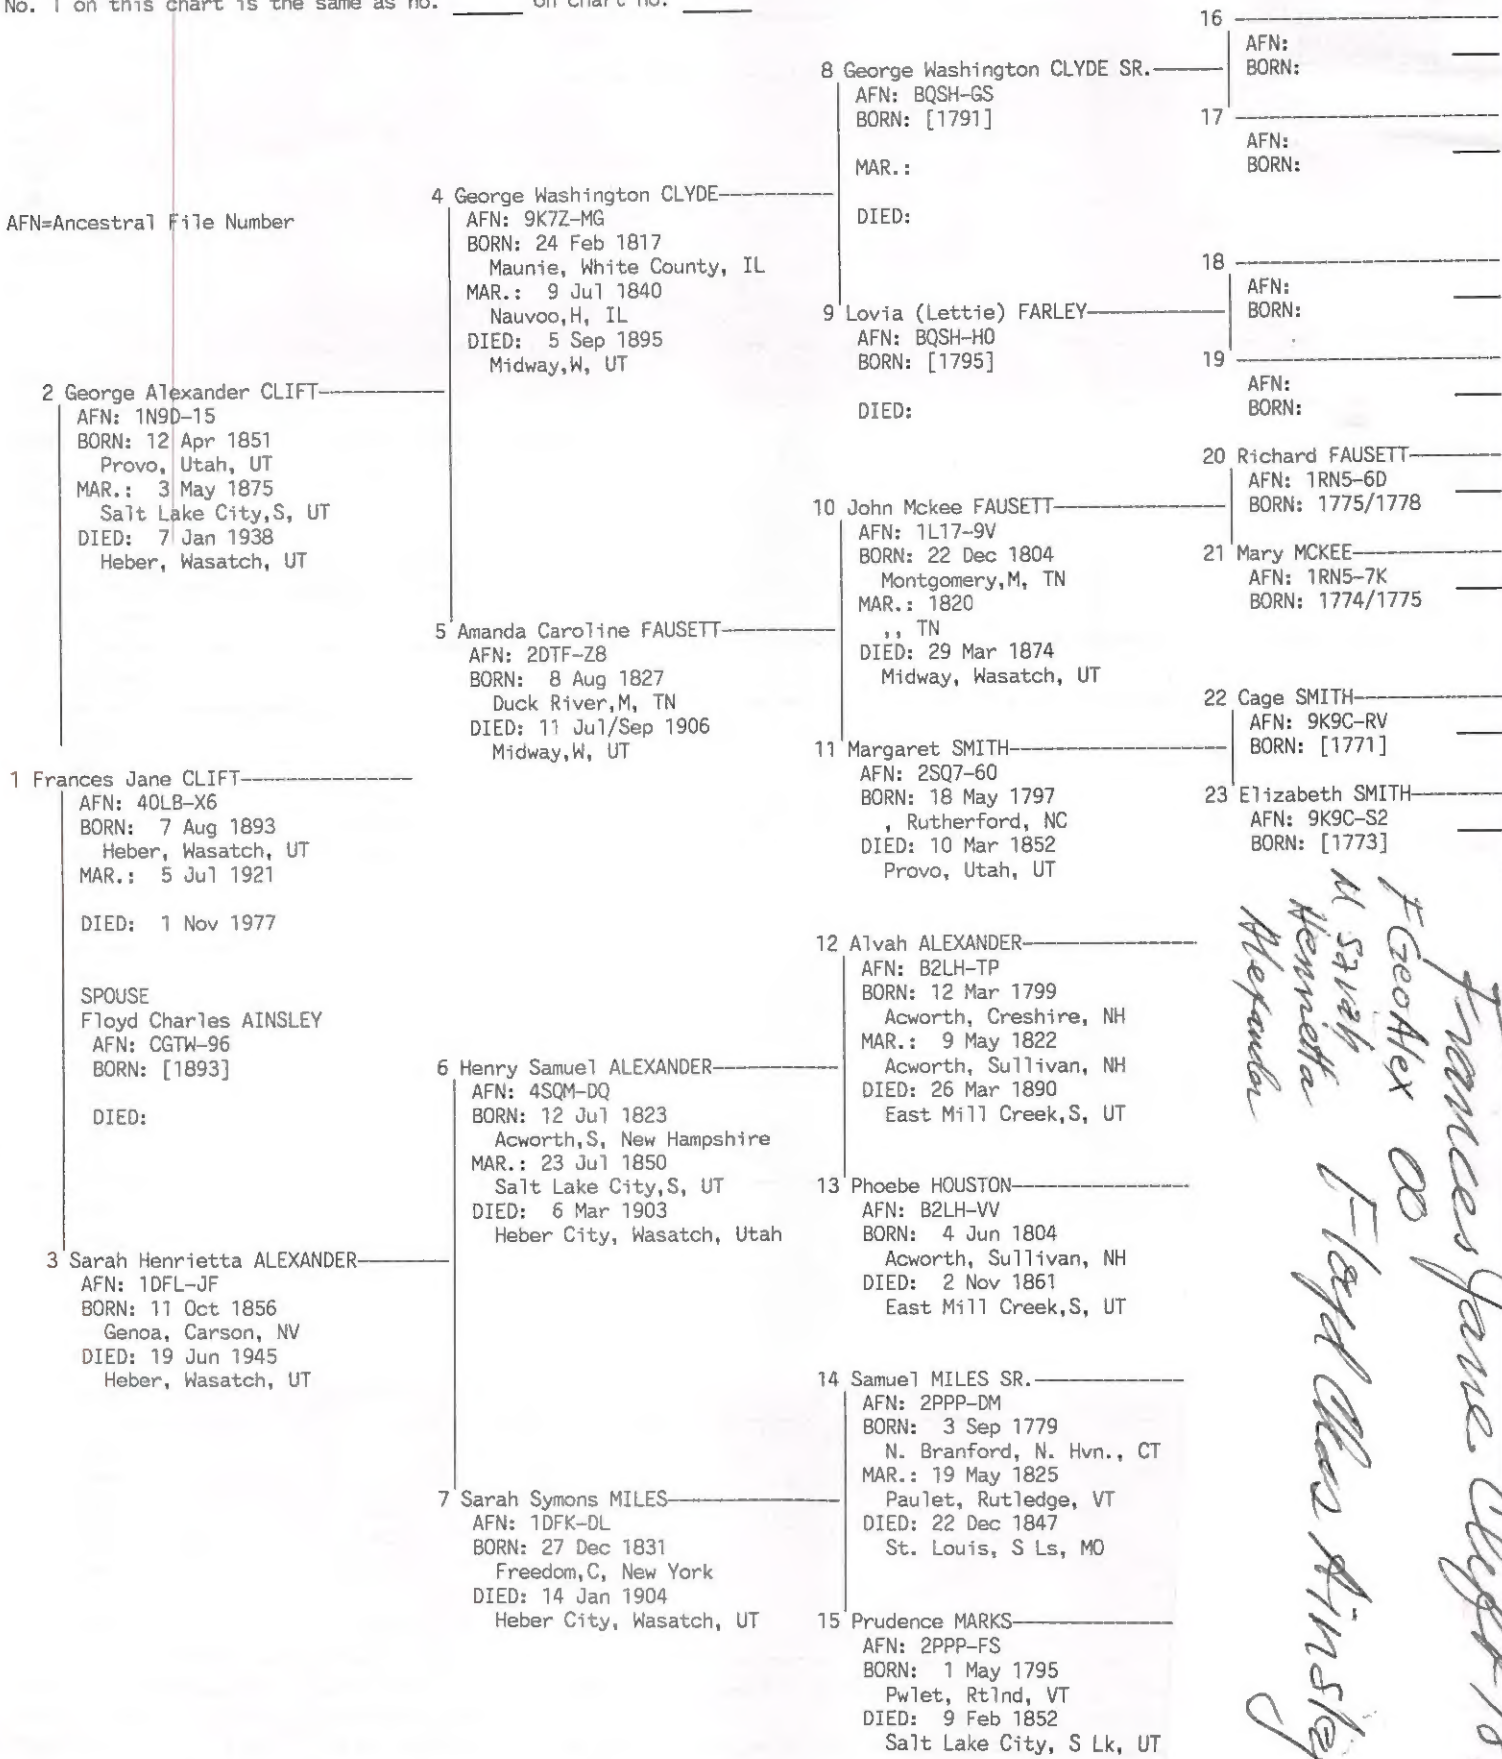 No. 1 on this chart is the same as no. _____ on chart no. _____
AFN=Ancestral File Number
1 Frances Jane CLIFT
AFN: 40LB-X6
BORN: 7 Aug 1893
Heber, Wasatch, UT
MAR.: 5 Jul 1921
DIED: 1 Nov 1977
SPOUSE
Floyd Charles AINSLEY
AFN: CGTW-96
BORN: [1893]
DIED:
2 George Alexander CLIFT
AFN: 1N9D-15
BORN: 12 Apr 1851
Provo, Utah, UT
MAR.: 3 May 1875
Salt Lake City,S, UT
DIED: 7 Jan 1938
Heber, Wasatch, UT
3 Sarah Henrietta ALEXANDER
AFN: 1DFL-JF
BORN: 11 Oct 1856
Genoa, Carson, NV
DIED: 19 Jun 1945
Heber, Wasatch, UT
4 George Washington CLYDE
AFN: 9K7Z-MG
BORN: 24 Feb 1817
Maunie, White County, IL
MAR.: 9 Jul 1840
Nauvoo,H, IL
DIED: 5 Sep 1895
Midway,W, UT
5 Amanda Caroline FAUSETT
AFN: 2DTF-Z8
BORN: 8 Aug 1827
Duck River,M, TN
DIED: 11 Jul/Sep 1906
Midway,W, UT
6 Henry Samuel ALEXANDER
AFN: 4SQM-DQ
BORN: 12 Jul 1823
Acworth,S, New Hampshire
MAR.: 23 Jul 1850
Salt Lake City,S, UT
DIED: 6 Mar 1903
Heber City, Wasatch, Utah
7 Sarah Symons MILES
AFN: 1DFK-DL
BORN: 27 Dec 1831
Freedom,C, New York
DIED: 14 Jan 1904
Heber City, Wasatch, UT
8 George Washington CLYDE SR.
AFN: BQSH-GS
BORN: [1791]
MAR.:
DIED:
9 Lovia (Lettie) FARLEY
AFN: BQSH-H0
BORN: [1795]
DIED:
10 John Mckee FAUSETT
AFN: 1L17-9V
BORN: 22 Dec 1804
Montgomery,M, TN
MAR.: 1820
,, TN
DIED: 29 Mar 1874
Midway, Wasatch, UT
11 Margaret SMITH
AFN: 2SQ7-60
BORN: 18 May 1797
, Rutherford, NC
DIED: 10 Mar 1852
Provo, Utah, UT
12 Alvah ALEXANDER
AFN: B2LH-TP
BORN: 12 Mar 1799
Acworth, Creshire, NH
MAR.: 9 May 1822
Acworth, Sullivan, NH
DIED: 26 Mar 1890
East Mill Creek,S, UT
13 Phoebe HOUSTON
AFN: B2LH-VV
BORN: 4 Jun 1804
Acworth, Sullivan, NH
DIED: 2 Nov 1861
East Mill Creek,S, UT
14 Samuel MILES SR.
AFN: 2PPP-DM
BORN: 3 Sep 1779
N. Branford, N. Hvn., CT
MAR.: 19 May 1825
Paulet, Rutledge, VT
DIED: 22 Dec 1847
St. Louis, S Ls, MO
15 Prudence MARKS
AFN: 2PPP-FS
BORN: 1 May 1795
Pwlet, Rtlnd, VT
DIED: 9 Feb 1852
Salt Lake City, S Lk, UT
16
AFN:
BORN:
17
AFN:
BORN:
18
AFN:
BORN:
19
AFN:
BORN:
20 Richard FAUSETT
AFN: 1RN5-6D
BORN: 1775/1778
21 Mary MCKEE
AFN: 1RN5-7K
BORN: 1774/1775
22 Cage SMITH
AFN: 9K9C-RV
BORN: [1771]
23 Elizabeth SMITH
AFN: 9K9C-S2
BORN: [1773]
Frances Jane
F Geo Alex
M Sarah
Henrietta
Alexander
Floyd Chas Ainsley